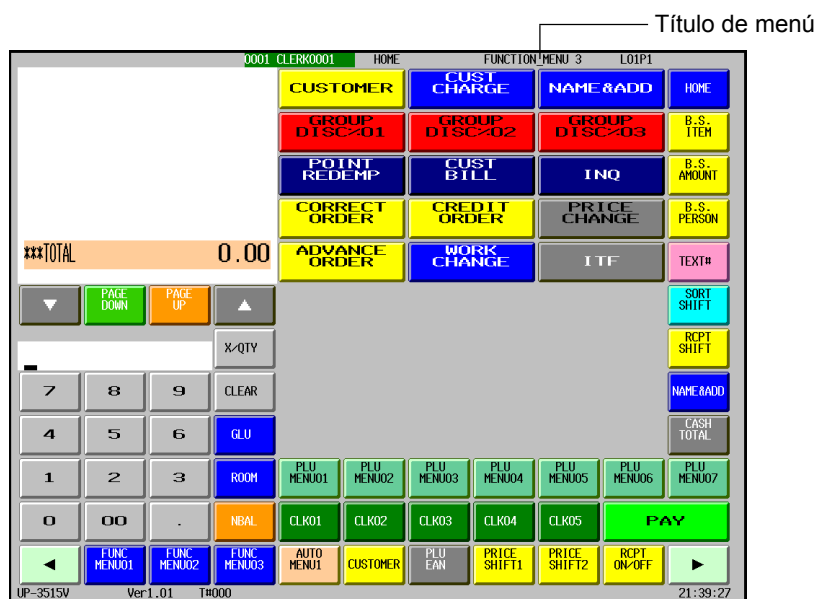 Título de menú
0001 CLERK0001 HOME FUNCTION_MENU 3 L01P1
CUSTOMER
CUST CHARGE
NAME&ADD
HOME
GROUP DISC%01
GROUP DISC%02
GROUP DISC%03
B.S. ITEM
POINT REDEMP
CUST BILL
INQ
B.S. AMOUNT
CORRECT ORDER
CREDIT ORDER
PRICE CHANGE
B.S. PERSON
***TOTAL 0.00
ADVANCE ORDER
WORK CHANGE
ITF
TEXT#
▼
PAGE DOWN
PAGE UP
▲
SORT SHIFT
X/QTY
RCPT SHIFT
7 8 9 CLEAR
NAME&ADD
4 5 6 GLU
CASH TOTAL
1 2 3 ROOM
PLU MENU01
PLU MENU02
PLU MENU03
PLU MENU04
PLU MENU05
PLU MENU06
PLU MENU07
0 00 . NBAL
CLK01 CLK02 CLK03 CLK04 CLK05 PAY
◄
FUNC MENU01
FUNC MENU02
FUNC MENU03
AUTO MENU1
CUSTOMER
PLU EAN
PRICE SHIFT1
PRICE SHIFT2
RCPT ON/OFF
►
UP-3515V Ver1.01 T#000 21:39:27